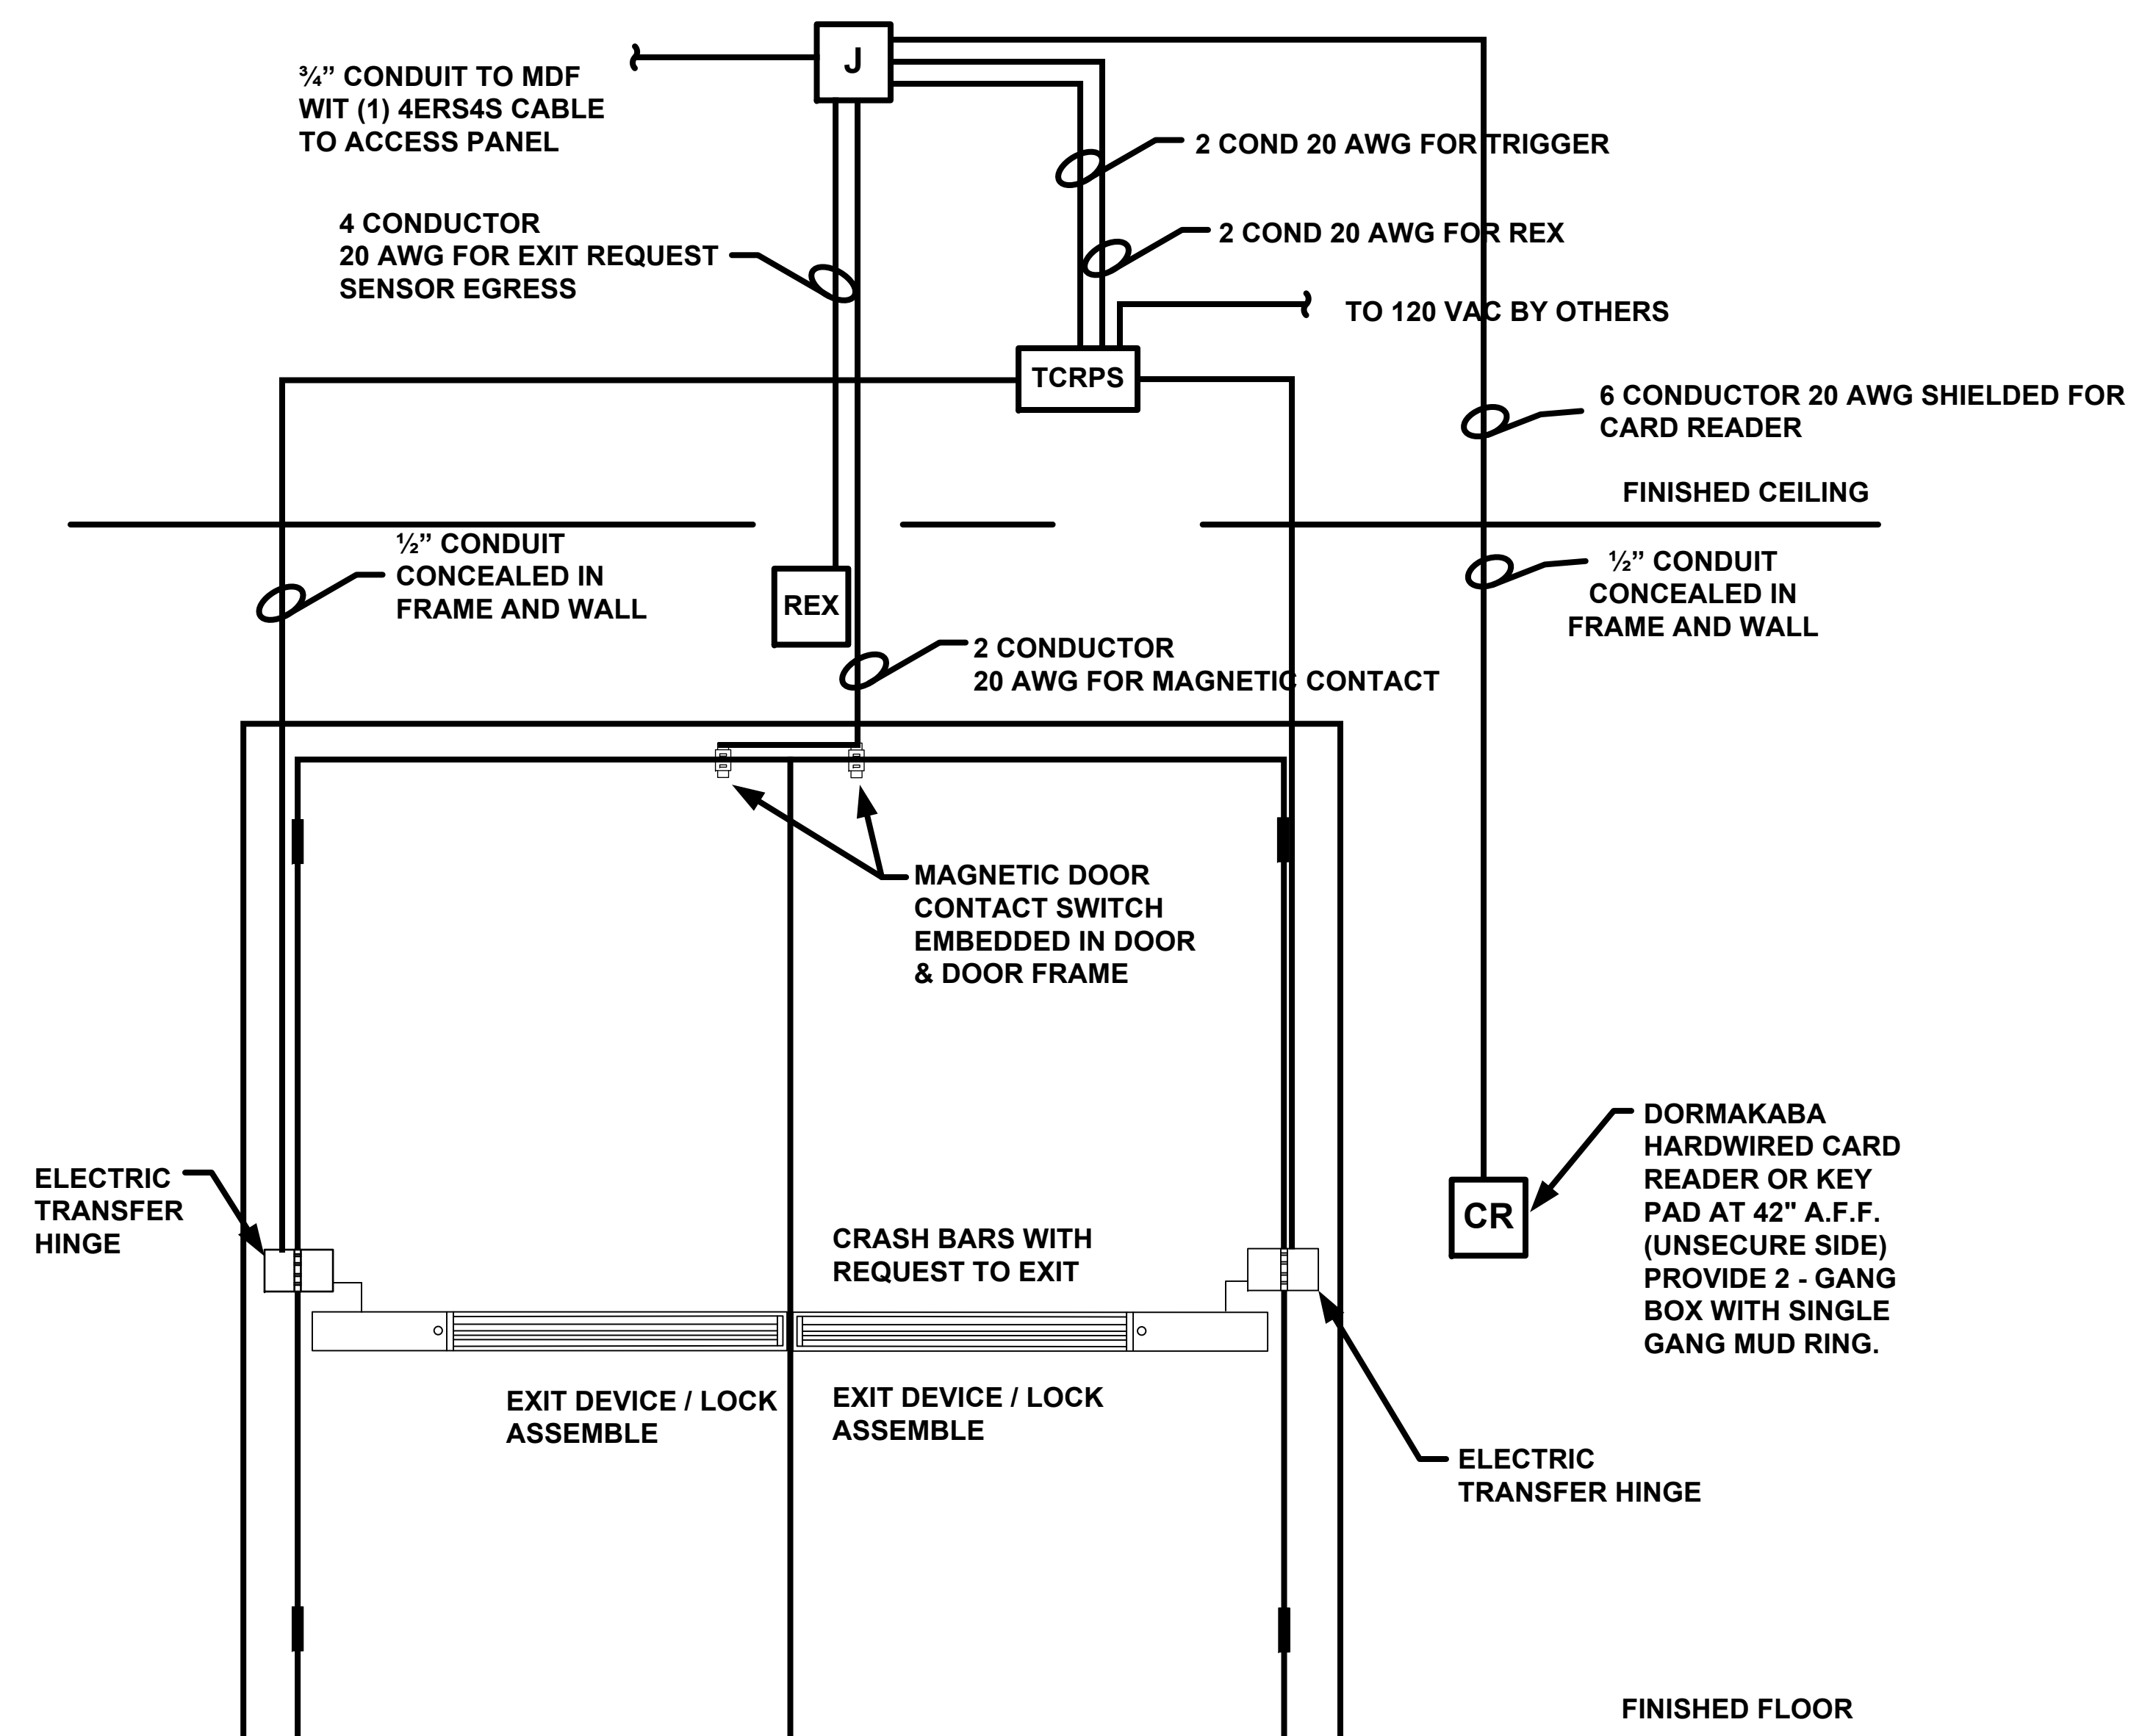 J
¾” CONDUIT TO MDF
WIT (1) 4ERS4S CABLE
TO ACCESS PANEL
2 COND 20 AWG FOR TRIGGER
4 CONDUCTOR
20 AWG FOR EXIT REQUEST
SENSOR EGRESS
2 COND 20 AWG FOR REX
TO 120 VAC BY OTHERS
TCRPS
6 CONDUCTOR 20 AWG SHIELDED FOR
CARD READER
FINISHED CEILING
½” CONDUIT
CONCEALED IN
FRAME AND WALL
½” CONDUIT
CONCEALED IN
FRAME AND WALL
REX
2 CONDUCTOR
20 AWG FOR MAGNETIC CONTACT
MAGNETIC DOOR
CONTACT SWITCH
EMBEDDED IN DOOR
& DOOR FRAME
DORMAKABA
HARDWIRED CARD
READER OR KEY
PAD AT 42" A.F.F.
(UNSECURE SIDE)
PROVIDE 2 - GANG
BOX WITH SINGLE
GANG MUD RING.
ELECTRIC
TRANSFER
HINGE
CR
CRASH BARS WITH
REQUEST TO EXIT
EXIT DEVICE / LOCK
ASSEMBLE
EXIT DEVICE / LOCK
ASSEMBLE
ELECTRIC
TRANSFER HINGE
FINISHED FLOOR